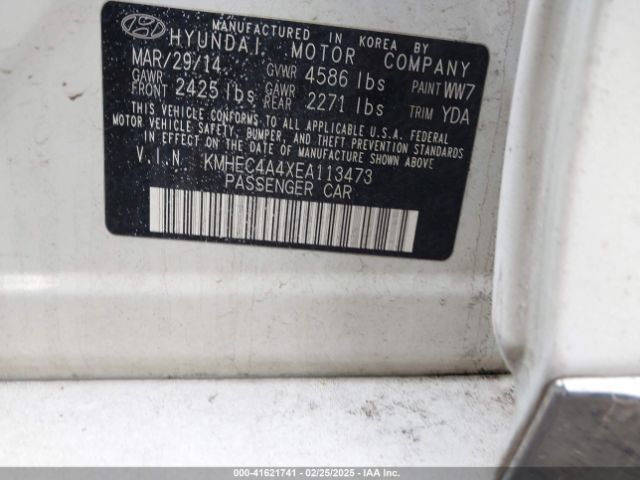 MANUFACTURED IN KOREA BY
HYUNDAI MOTOR COMPANY
MAR/29/14 GVWR 4586 lbs PAINT WW7
GAWR FRONT 2425 lbs GAWR REAR 2271 lbs TRIM YDA
THIS VEHICLE CONFORMS TO ALL APPLICABLE U.S.A. FEDERAL
MOTOR VEHICLE SAFETY, BUMPER, AND THEFT PREVENTION STANDARDS
IN EFFECT ON THE DATE OF MANUFACTURE SHOWN ABOVE.
V.I.N KMHEC4A4XEA113473
PASSENGER CAR
000-41621741 | 02/25/2025 - IAA Inc.